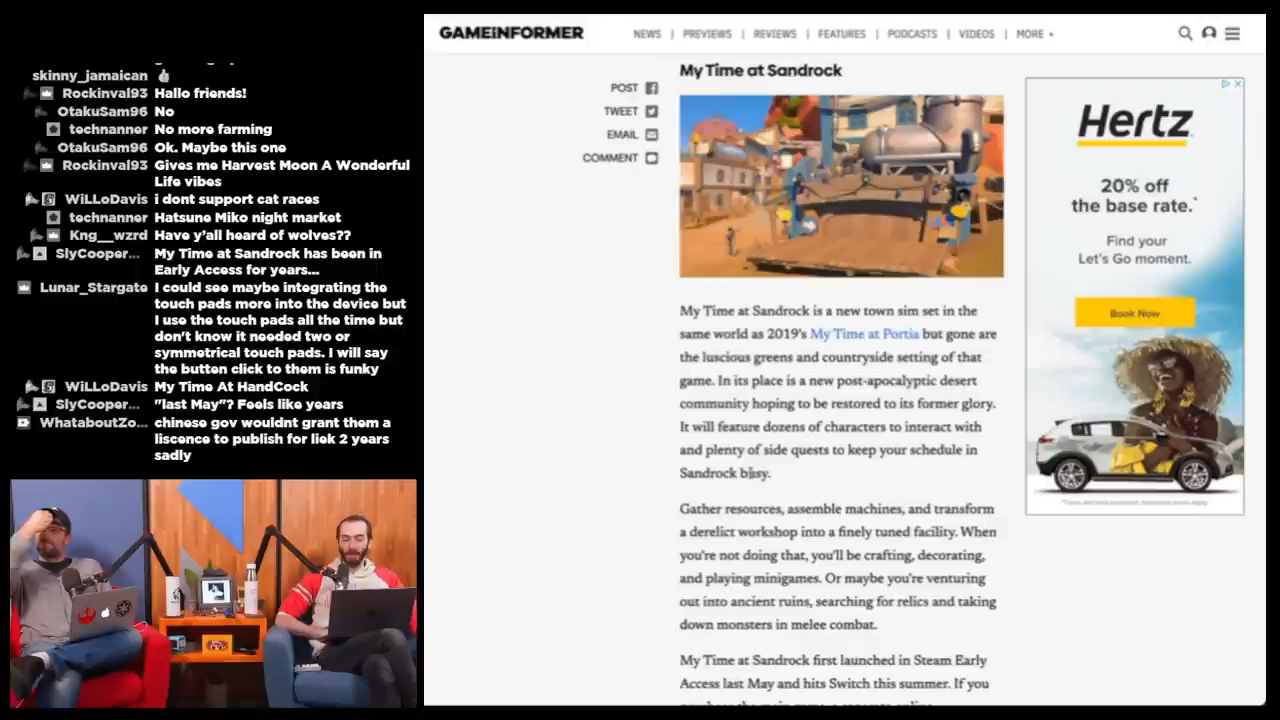 skinny_jamaican 👍
Rockinval93 Hallo friends!
OtakuSam96 No
technanner No more farming
OtakuSam96 Ok. Maybe this one
Rockinval93 Gives me Harvest Moon A Wonderful
Life vibes
WiLLoDavis i dont support cat races
technanner Hatsune Miko night market
Kng__wzrd Have y'all heard of wolves??
SlyCooper... My Time at Sandrock has been in
Early Access for years...
Lunar_Stargate I could see maybe integrating the
touch pads more into the device but
I use the touch pads all the time but
don't know it needed two or
symmetrical touch pads. I will say
the butten click to them is funky
WiLLoDavis My Time At HandCock
SlyCooper... "last May"? Feels like years
WhataboutZo... chinese gov wouldnt grant them a
liscence to publish for liek 2 years
sadly
GAMEINFORMER
NEWS | PREVIEWS | REVIEWS | FEATURES | PODCASTS | VIDEOS | MORE
My Time at Sandrock
POST
TWEET
EMAIL
COMMENT
My Time at Sandrock is a new town sim set in the
same world as 2019's My Time at Portia but gone are
the luscious greens and countryside setting of that
game. In its place is a new post-apocalyptic desert
community hoping to be restored to its former glory.
It will feature dozens of characters to interact with
and plenty of side quests to keep your schedule in
Sandrock busy.
Gather resources, assemble machines, and transform
a derelict workshop into a finely tuned facility. When
you're not doing that, you'll be crafting, decorating,
and playing minigames. Or maybe you're venturing
out into ancient ruins, searching for relics and taking
down monsters in melee combat.
My Time at Sandrock first launched in Steam Early
Access last May and hits Switch this summer. If you
Hertz
20% off
the base rate.*
Find your
Let's Go moment.
Book Now